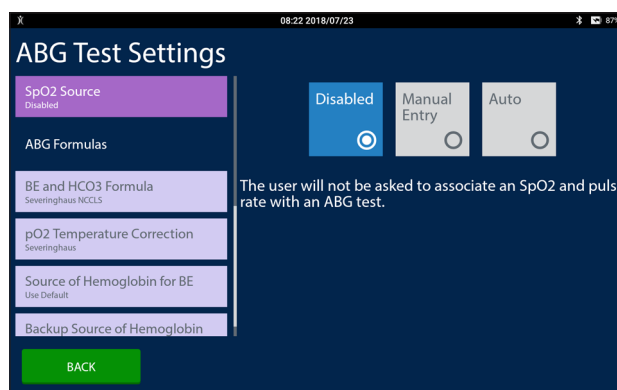 08:22 2018/07/23
87%
ABG Test Settings
SpO2 Source
Disabled
ABG Formulas
BE and HCO3 Formula
Severinghaus NCCLS
pO2 Temperature Correction
Severinghaus
Source of Hemoglobin for BE
Use Default
Backup Source of Hemoglobin
BACK
Disabled
Manual
Entry
Auto
The user will not be asked to associate an SpO2 and puls
rate with an ABG test.